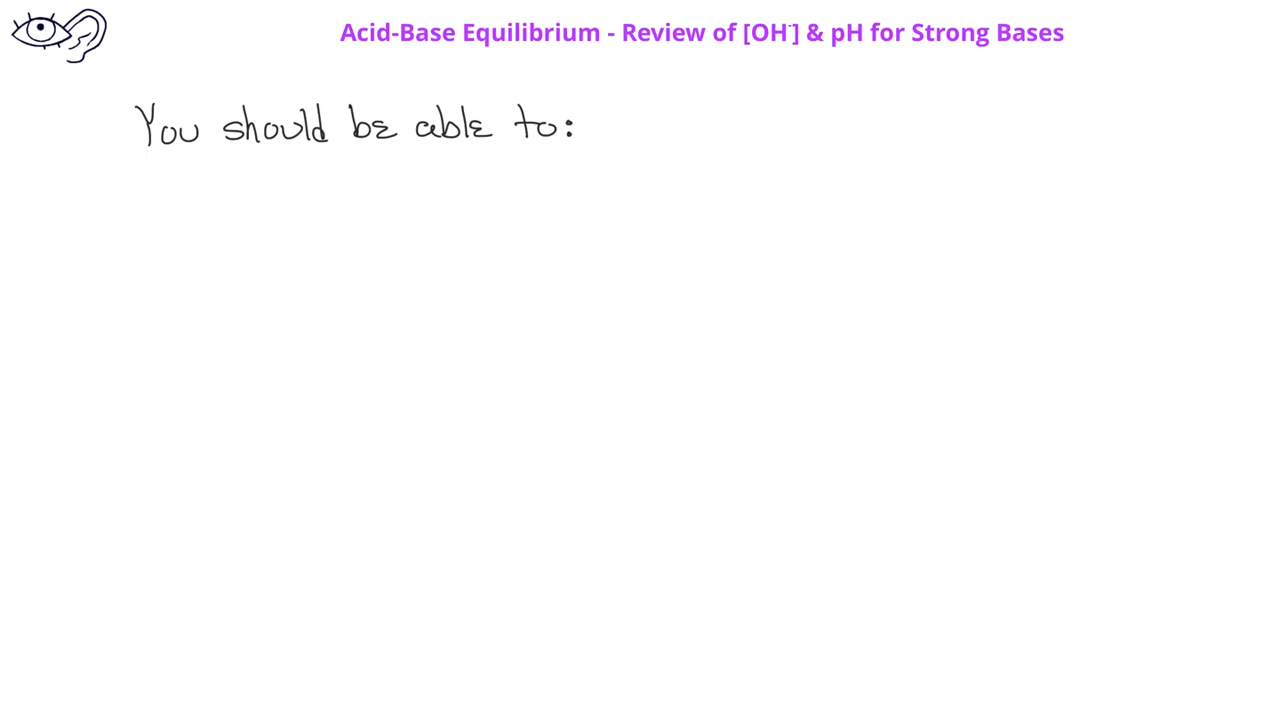 Acid-Base Equilibrium - Review of [OH⁻] & pH for Strong Bases
You should be able to: